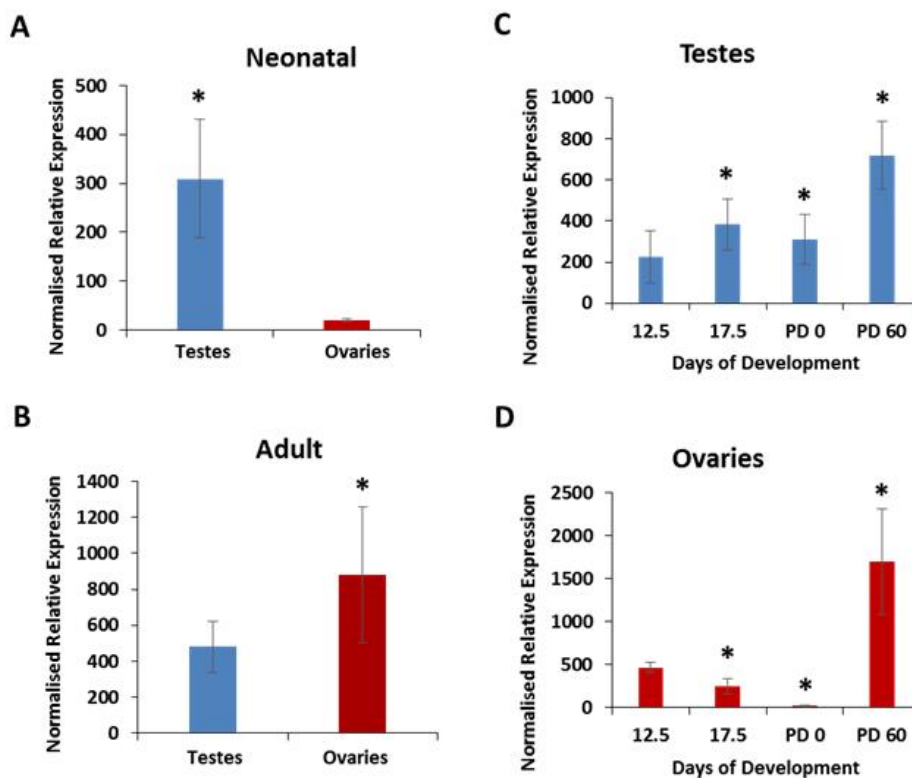 A
Neonatal
Normalised Relative Expression
500
400
300
200
100
0
*
Testes
Ovaries
B
Adult
Normalised Relative Expression
1400
1200
1000
800
600
400
200
0
*
Testes
Ovaries
C
Testes
Normalised Relative Expression
1000
800
600
400
200
0
*
*
*
12.5
17.5
PD 0
PD 60
Days of Development
D
Ovaries
Normalised Relative Expression
2500
2000
1500
1000
500
0
*
*
*
12.5
17.5
PD 0
PD 60
Days of Development